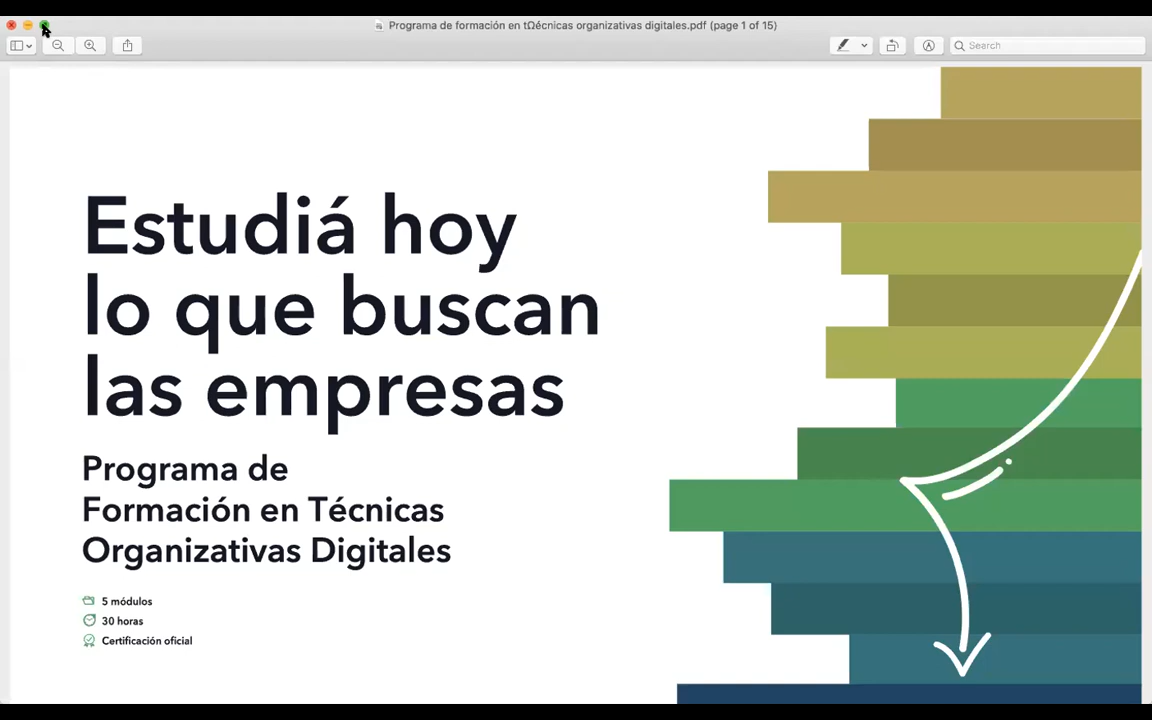 Programa de formación en tΩécnicas organizativas digitales.pdf (page 1 of 15)
Search
Estudiá hoy
lo que buscan
las empresas
Programa de
Formación en Técnicas
Organizativas Digitales
5 módulos
30 horas
Certificación oficial